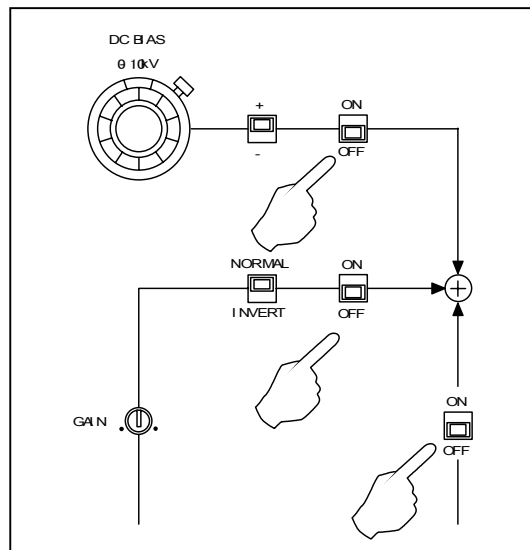 DC BIAS
0-10kV
+
ON
-
OFF
NORMAL
ON
INVERT
OFF
GAIN
ON
OFF